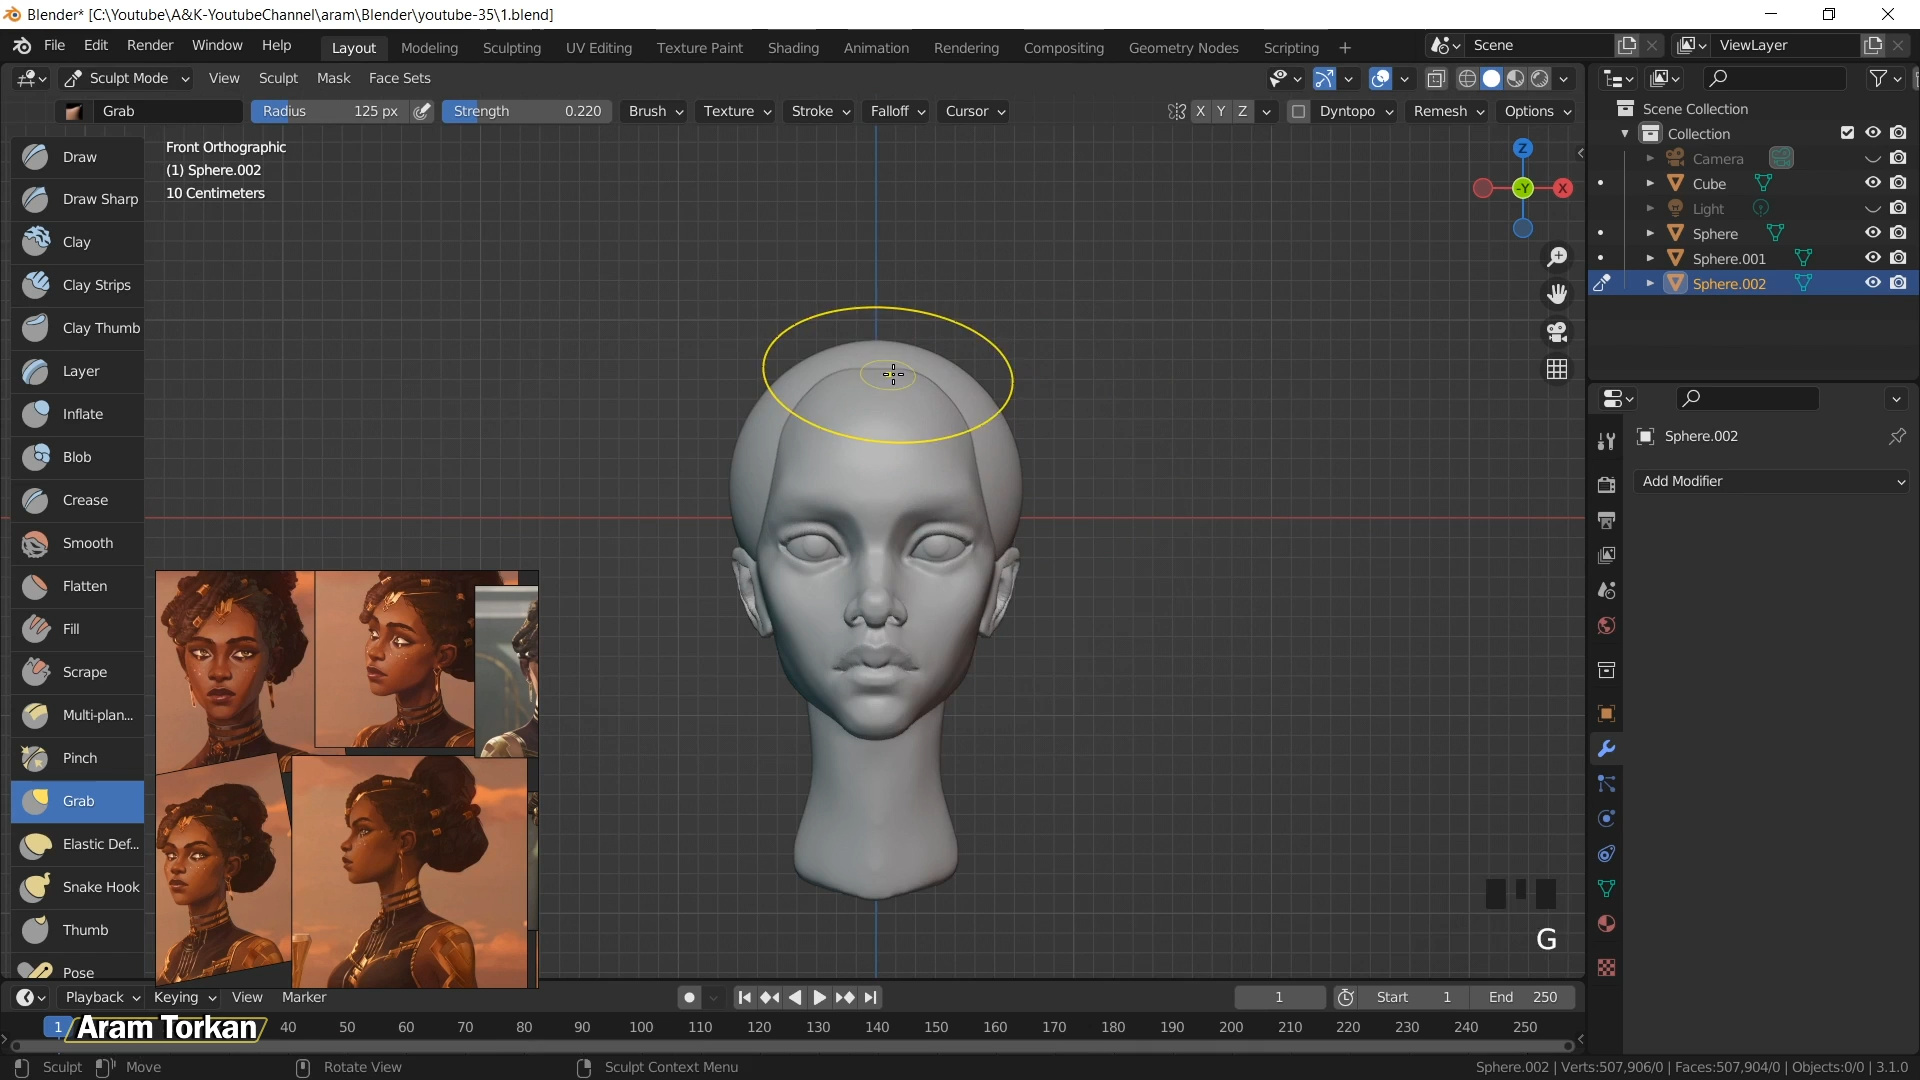 Blender* [C:\Youtube\A&K-YoutubeChannel\aram\Blender\youtube-35\1.blend]
File Edit Render Window Help Layout Modeling Sculpting UV Editing Texture Paint Shading Animation Rendering Compositing Geometry Nodes Scripting + Scene ViewLayer
Sculpt Mode View Sculpt Mask Face Sets
Grab Radius 125 px Strength 0.220 Brush Texture Stroke Falloff Cursor X Y Z Dyntopo Remesh Options
Front Orthographic
(1) Sphere.002
10 Centimeters
Z
-Y
X
Draw
Draw Sharp
Clay
Clay Strips
Clay Thumb
Layer
Inflate
Blob
Crease
Smooth
Flatten
Fill
Scrape
Multi-plan...
Pinch
Grab
Elastic Def...
Snake Hook
Thumb
Pose
G
Scene Collection
Collection
Camera
Cube
Light
Sphere
Sphere.001
Sphere.002
Sphere.002
Add Modifier
Playback Keying View Marker 1 Start 1 End 250
1 Aram Torkan 40 50 60 70 80 90 100 110 120 130 140 150 160 170 180 190 200 210 220 230 240 250
Sculpt Move Rotate View Sculpt Context Menu Sphere.002 | Verts:507,906/0 | Faces:507,904/0 | Objects:0/0 | 3.1.0